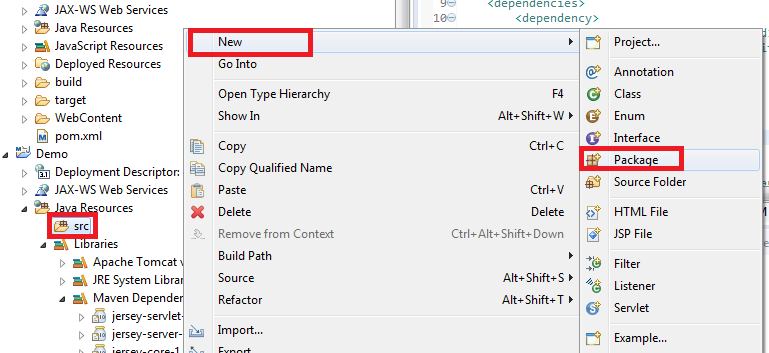 JAX-WS Web Services
Java Resources
JavaScript Resources
Deployed Resources
build
target
WebContent
pom.xml
Demo
Deployment Descriptor:
JAX-WS Web Services
Java Resources
src
Libraries
Apache Tomcat v
JRE System Librar
Maven Depender
jersey-servlet-
jersey-server-
jersey-core-1
9 <dependencies>
10 <dependency>
New
Go Into
Open Type Hierarchy F4
Show In Alt+Shift+W
Copy Ctrl+C
Copy Qualified Name
Paste Ctrl+V
Delete Delete
Remove from Context Ctrl+Alt+Shift+Down
Build Path
Source Alt+Shift+S
Refactor Alt+Shift+T
Import...
Export
Project...
Annotation
Class
Enum
Interface
Package
Source Folder
HTML File
JSP File
Filter
Listener
Servlet
Example...